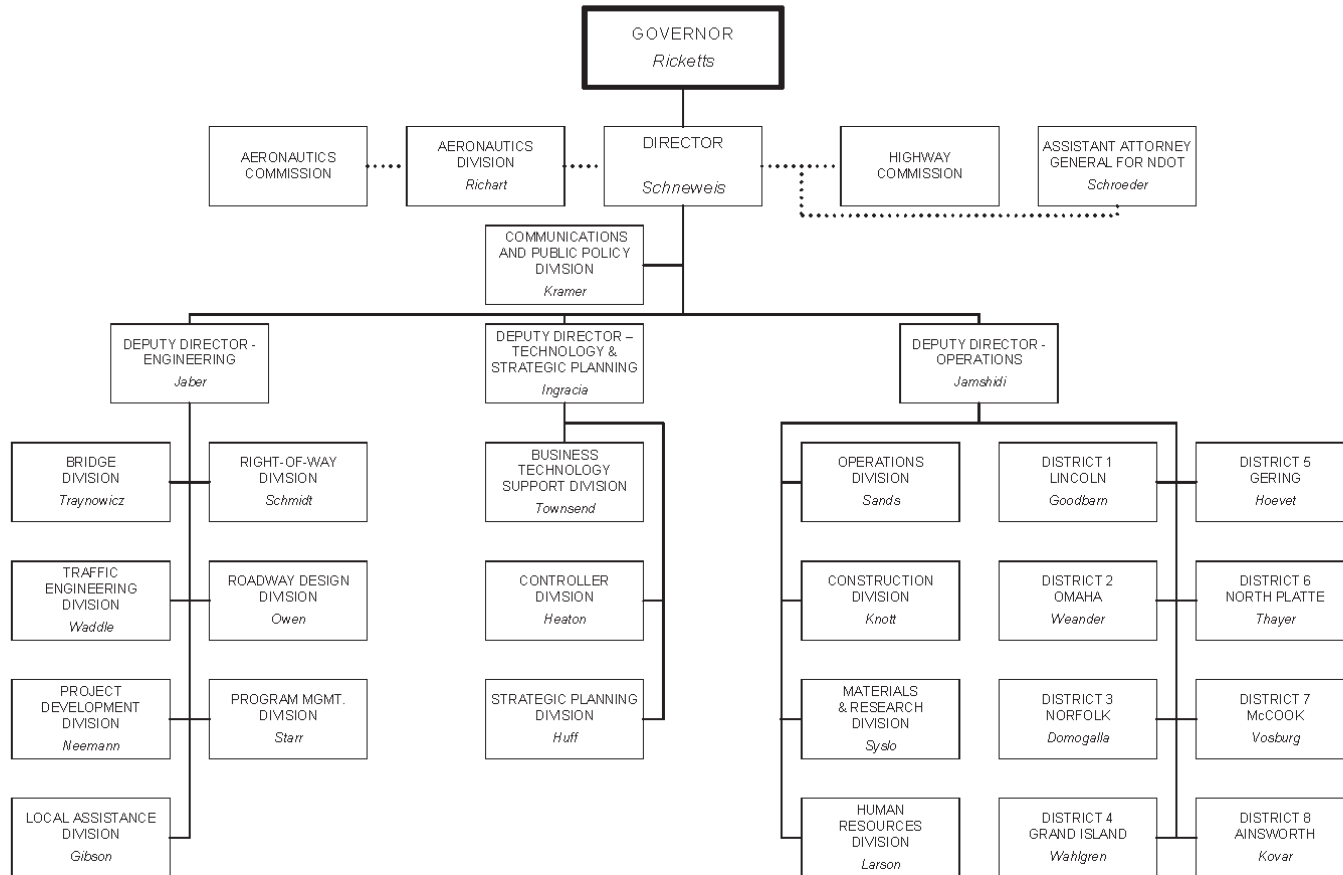 GOVERNOR
Ricketts
AERONAUTICS
COMMISSION
AERONAUTICS
DIVISION
Richart
DIRECTOR
Schneweis
HIGHWAY
COMMISSION
ASSISTANT ATTORNEY
GENERAL FOR NDOT
Schroeder
COMMUNICATIONS
AND PUBLIC POLICY
DIVISION
Kramer
DEPUTY DIRECTOR -
ENGINEERING
Jaber
DEPUTY DIRECTOR –
TECHNOLOGY &
STRATEGIC PLANNING
Ingracia
DEPUTY DIRECTOR -
OPERATIONS
Jamshidi
BRIDGE
DIVISION
Traynowicz
RIGHT-OF-WAY
DIVISION
Schmidt
BUSINESS
TECHNOLOGY
SUPPORT DIVISION
Townsend
OPERATIONS
DIVISION
Sands
DISTRICT 1
LINCOLN
Goodbarn
DISTRICT 5
GERING
Hoevet
TRAFFIC
ENGINEERING
DIVISION
Waddle
ROADWAY DESIGN
DIVISION
Owen
CONTROLLER
DIVISION
Heaton
CONSTRUCTION
DIVISION
Knott
DISTRICT 2
OMAHA
Weander
DISTRICT 6
NORTH PLATTE
Thayer
PROJECT
DEVELOPMENT
DIVISION
Neemann
PROGRAM MGMT.
DIVISION
Starr
STRATEGIC PLANNING
DIVISION
Huff
MATERIALS
& RESEARCH
DIVISION
Syslo
DISTRICT 3
NORFOLK
Domogalla
DISTRICT 7
McCOOK
Vosburg
LOCAL ASSISTANCE
DIVISION
Gibson
HUMAN
RESOURCES
DIVISION
Larson
DISTRICT 4
GRAND ISLAND
Wahlgren
DISTRICT 8
AINSWORTH
Kovar